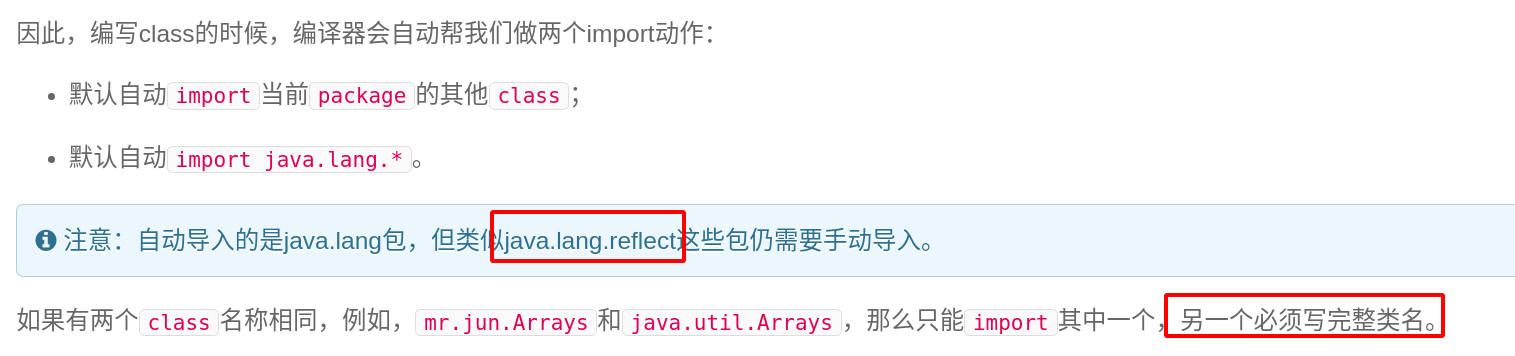 因此，编写class的时候，编译器会自动帮我们做两个import动作：
• 默认自动import当前package的其他class；
• 默认自动import java.lang.*。
注意：自动导入的是java.lang包，但类似java.lang.reflect这些包仍需要手动导入。
如果有两个class名称相同，例如，mr.jun.Arrays和java.util.Arrays，那么只能import其中一个，另一个必须写完整类名。